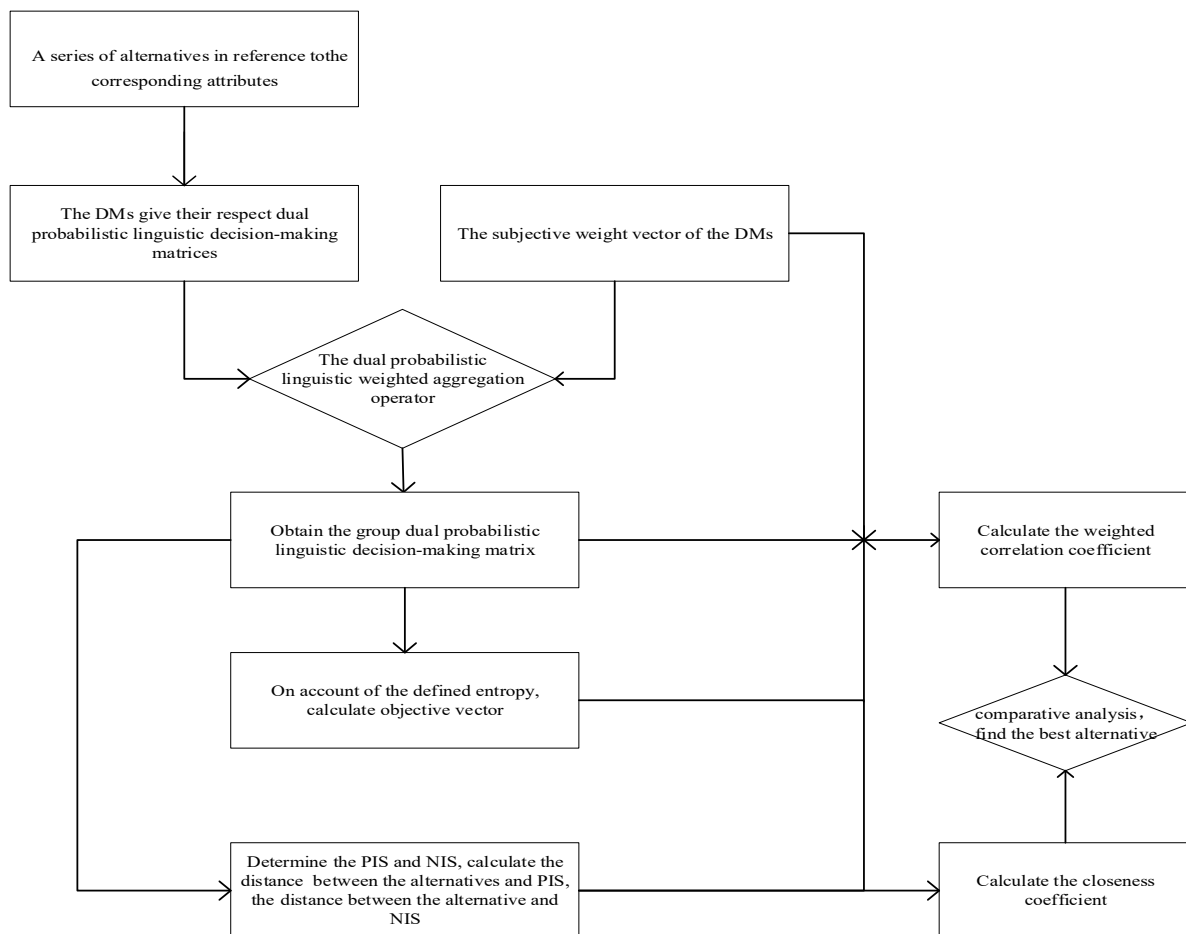 A series of alternatives in reference tothe
corresponding attributes
The DMs give their respect dual
probabilistic linguistic decision-making
matrices
The subjective weight vector of the DMs
The dual probabilistic
linguistic weighted aggregation
operator
Obtain the group dual probabilistic
linguistic decision-making matrix
Calculate the weighted
correlation coefficient
On account of the defined entropy,
calculate objective vector
comparative analysis,
find the best alternative
Determine the PIS and NIS, calculate the
distance between the alternatives and PIS,
the distance between the alternative and
NIS
Calculate the closeness
coefficient